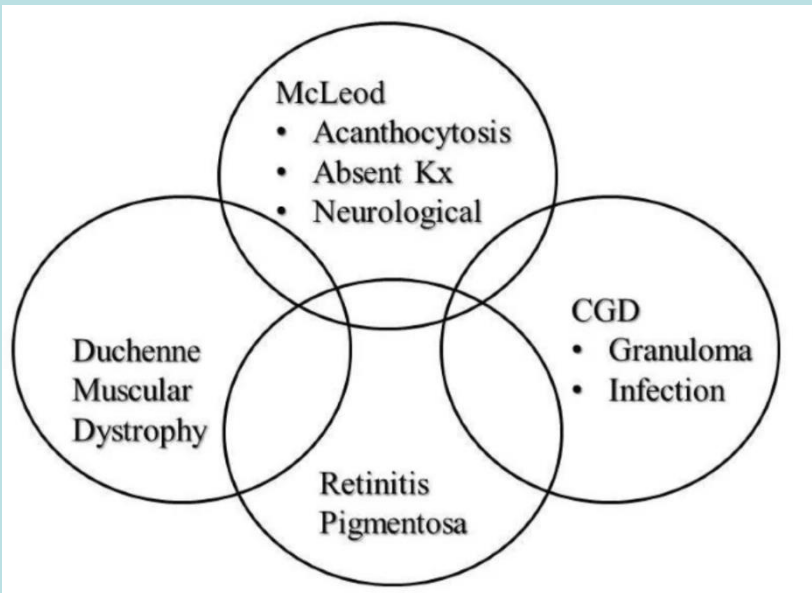 McLeod
• Acanthocytosis
• Absent Kx
• Neurological
CGD
• Granuloma
• Infection
Duchenne
Muscular
Dystrophy
Retinitis
Pigmentosa